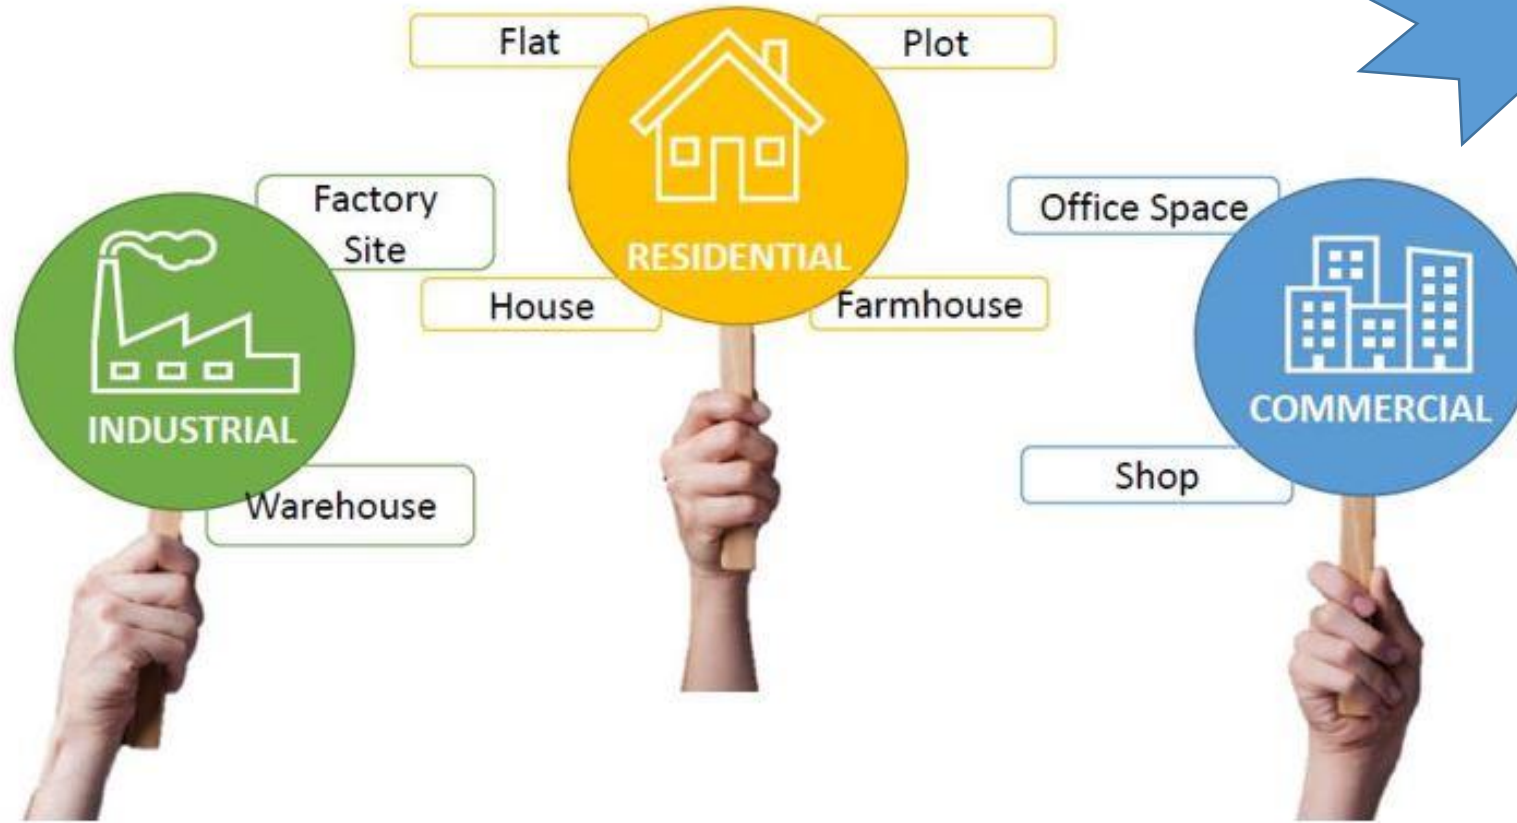 Flat
Plot
RESIDENTIAL
House
Farmhouse
Factory
Site
INDUSTRIAL
Warehouse
Office Space
COMMERCIAL
Shop